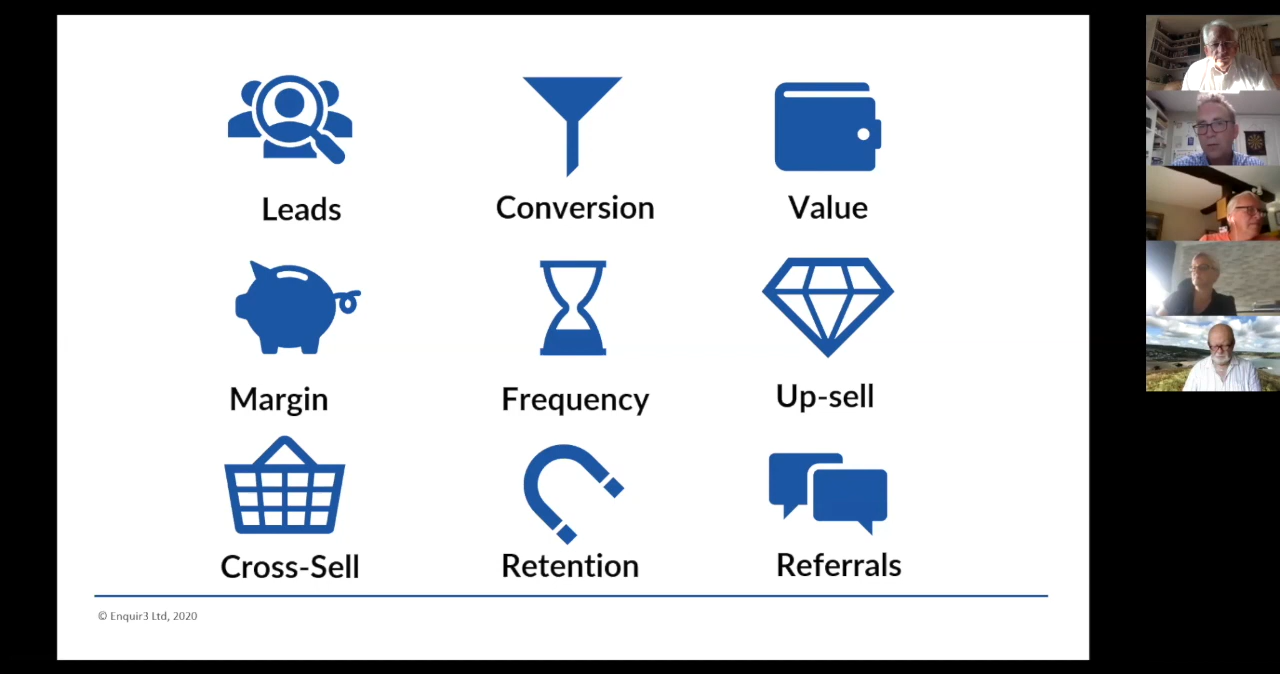 Leads
Conversion
Value
Margin
Frequency
Up-sell
Cross-Sell
Retention
Referrals
© Enquir3 Ltd, 2020